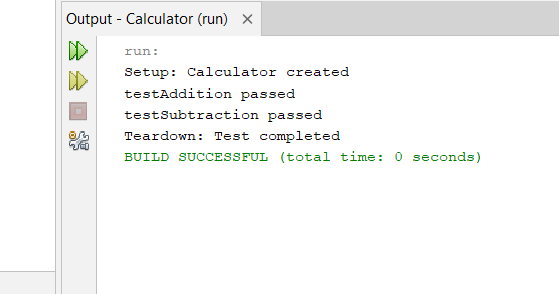 Output - Calculator (run)
run:
Setup: Calculator created
testAddition passed
testSubtraction passed
Teardown: Test completed
BUILD SUCCESSFUL (total time: 0 seconds)